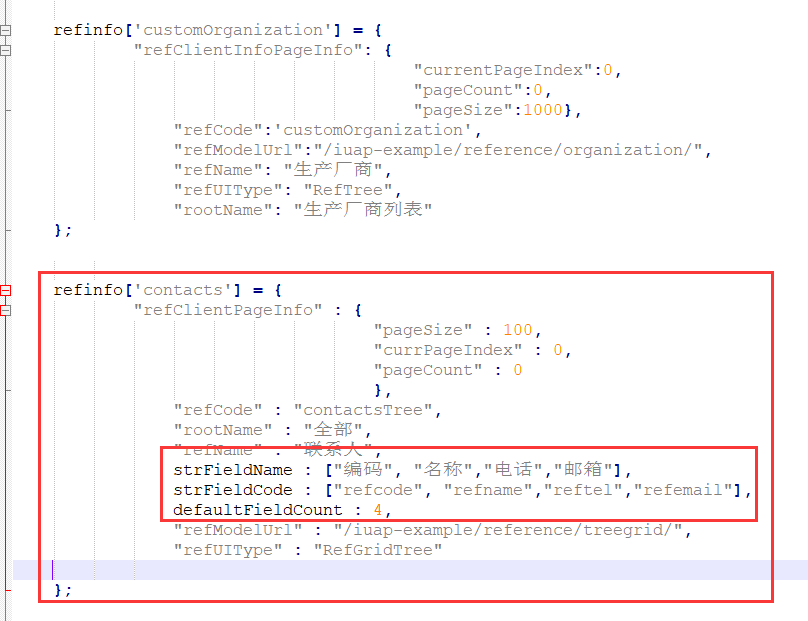 refinfo['customOrganization'] = {
"refClientInfoPageInfo": {
"currentPageIndex":0,
"pageCount":0,
"pageSize":1000},
"refCode":'customOrganization',
"refModelUrl":"/iuap-example/reference/organization/",
"refName": "生产厂商",
"refUIType": "RefTree",
"rootName": "生产厂商列表"
};
refinfo['contacts'] = {
"refClientPageInfo" : {
"pageSize" : 100,
"currPageIndex" : 0,
"pageCount" : 0
},
"refCode" : "contactsTree",
"rootName" : "全部",
"refName" : "联系人",
strFieldName : ["编码", "名称","电话","邮箱"],
strFieldCode : ["refcode", "refname","reftel","refemail"],
defaultFieldCount : 4,
"refModelUrl" : "/iuap-example/reference/treegrid/",
"refUIType" : "RefGridTree"
};